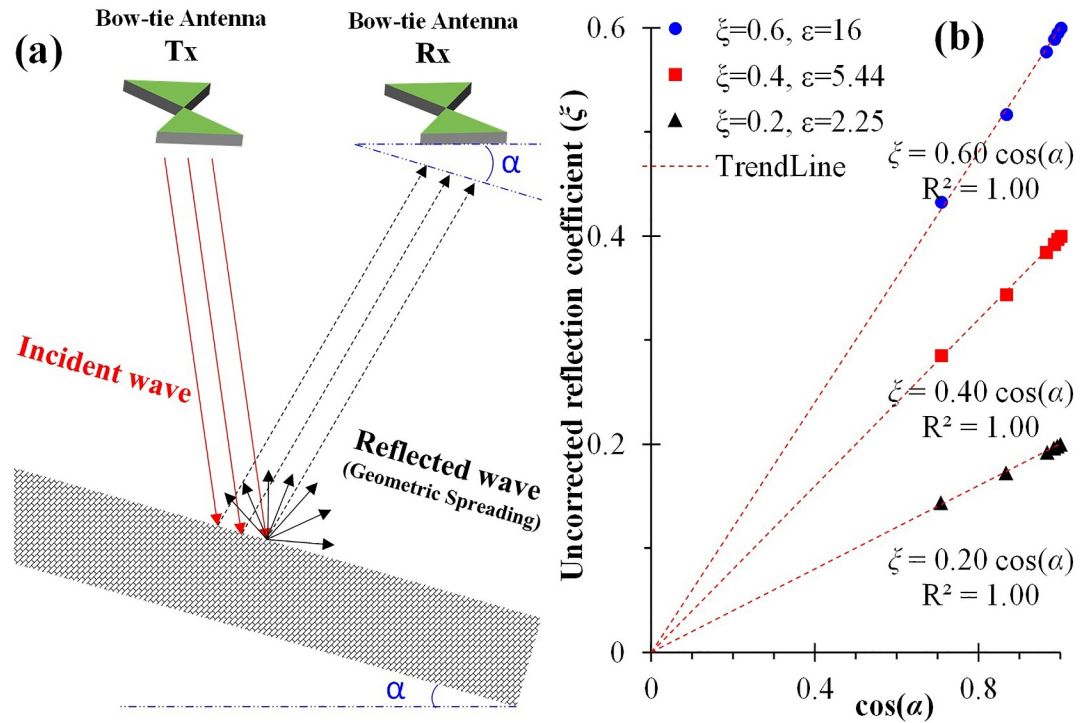 (a)
Bow-tie Antenna
Tx
Bow-tie Antenna
Rx
α
Incident wave
Reflected wave
(Geometric Spreading)
α
(b)
Uncorrected reflection coefficient (ξ)
0.6
0.4
0.2
0
ξ=0.6, ε=16
ξ=0.4, ε=5.44
ξ=0.2, ε=2.25
TrendLine
ξ = 0.60 cos(α)
R² = 1.00
ξ = 0.40 cos(α)
R² = 1.00
ξ = 0.20 cos(α)
R² = 1.00
0
0.4
0.8
cos(α)